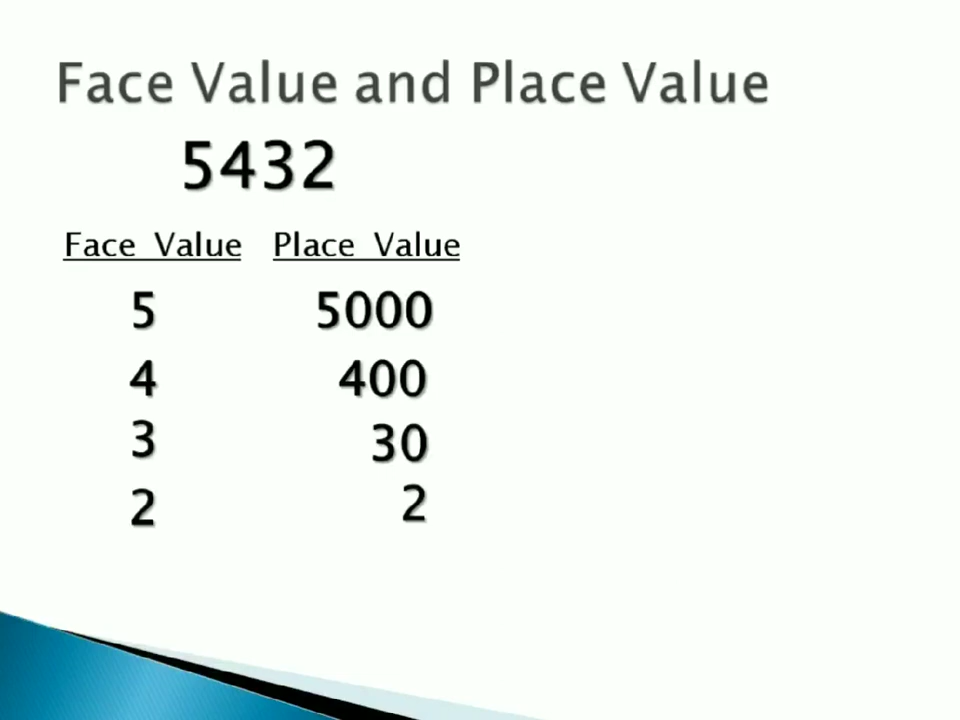 Face Value and Place Value
5432
Face Value Place Value
5 5000
4 400
3 30
2 2